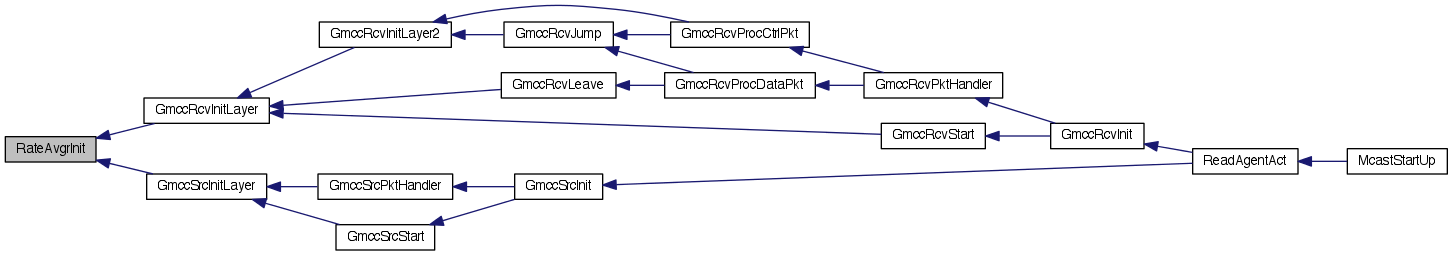 GmccRcvInitLayer2
GmccRcvJump
GmccRcvProcCtrlPkt
GmccRcvLeave
GmccRcvProcDataPkt
GmccRcvPktHandler
GmccRcvInitLayer
GmccRcvStart
GmccRcvInit
RateAvgrInit
ReadAgentAct
McastStartUp
GmccSrcInitLayer
GmccSrcPktHandler
GmccSrcInit
GmccSrcStart